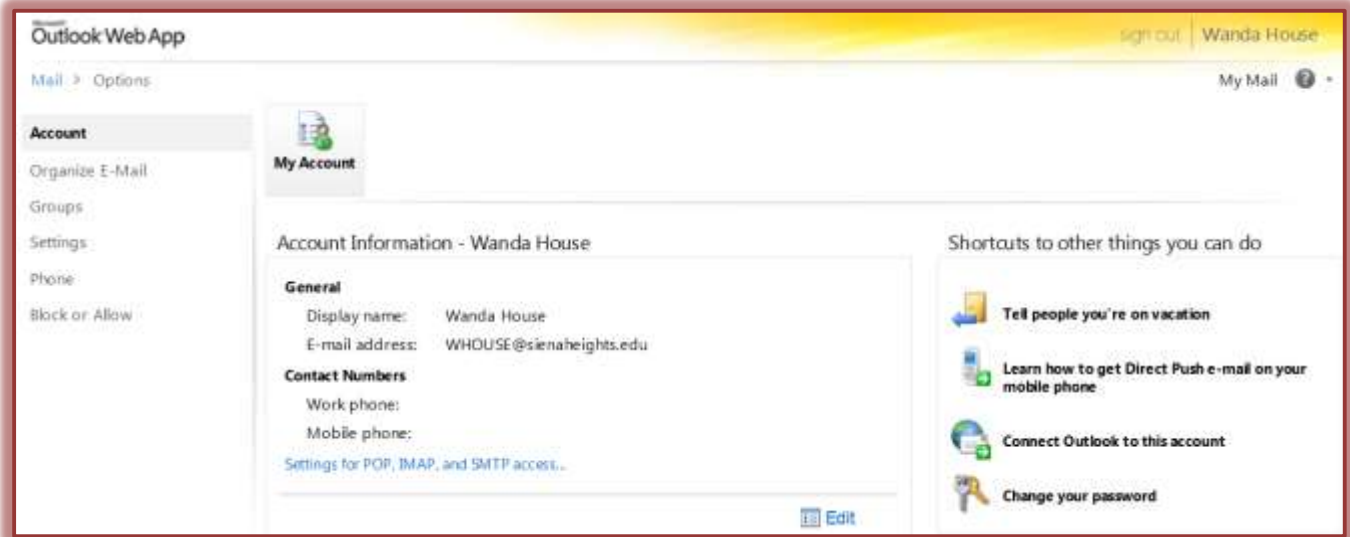 Microsoft
Outlook Web App
sign out | Wanda House
Mail > Options
My Mail
Account
Organize E-Mail
Groups
Settings
Phone
Block or Allow
My Account
Account Information - Wanda House
General
Display name: Wanda House
E-mail address: WHOUSE@sienaheights.edu
Contact Numbers
Work phone:
Mobile phone:
Settings for POP, IMAP, and SMTP access...
Edit
Shortcuts to other things you can do
Tell people you're on vacation
Learn how to get Direct Push e-mail on your
mobile phone
Connect Outlook to this account
Change your password